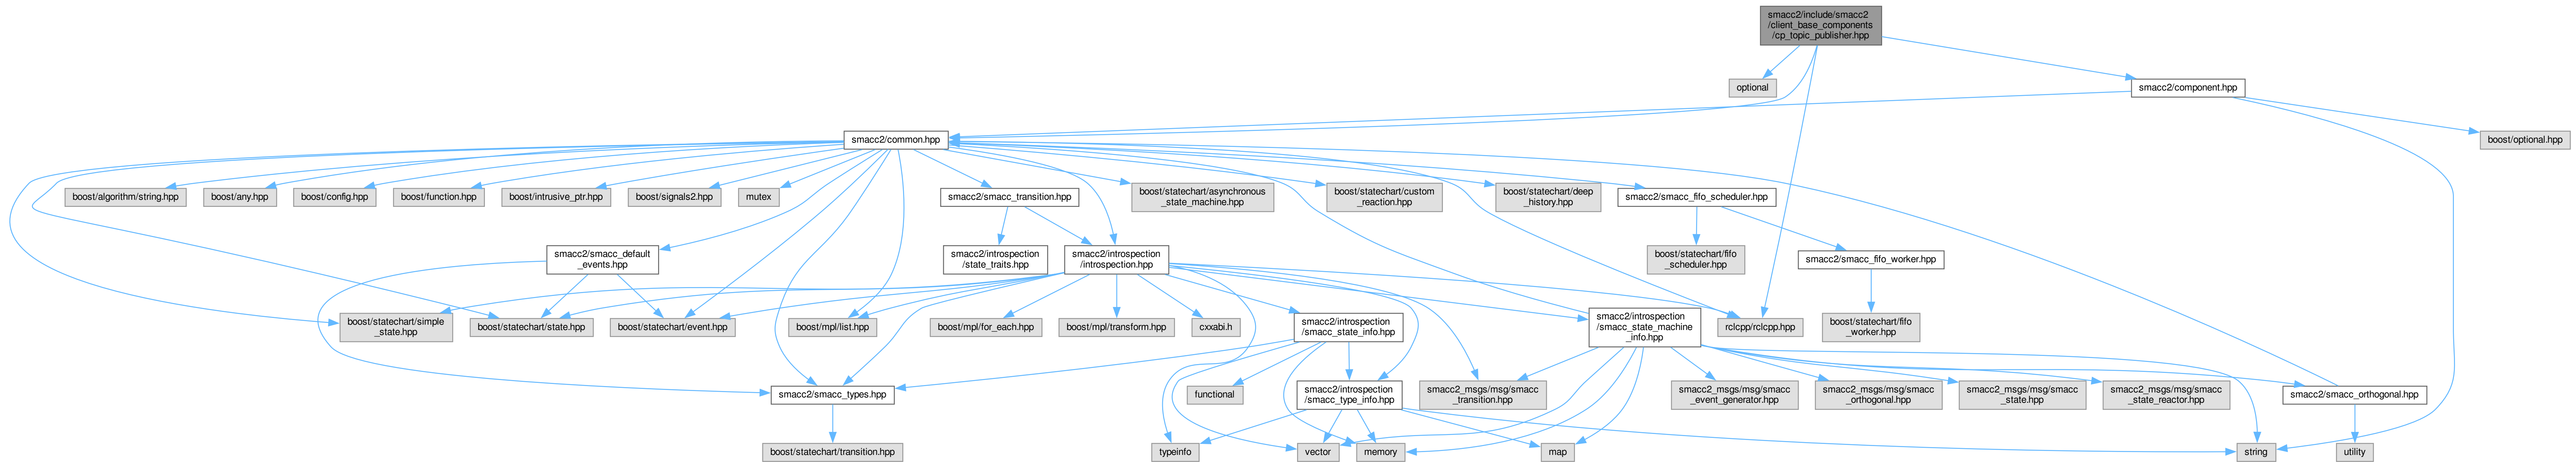 smacc2/include/smacc2
/client_base_components
/cp_topic_publisher.hpp
optional
smacc2/component.hpp
smacc2/common.hpp
boost/optional.hpp
boost/algorithm/string.hpp
boost/any.hpp
boost/config.hpp
boost/function.hpp
boost/intrusive_ptr.hpp
boost/signals2.hpp
mutex
smacc2/smacc_transition.hpp
boost/statechart/asynchronous
_state_machine.hpp
boost/statechart/custom
_reaction.hpp
boost/statechart/deep
_history.hpp
smacc2/smacc_fifo_scheduler.hpp
smacc2/smacc_default
_events.hpp
smacc2/introspection
/state_traits.hpp
smacc2/introspection
/introspection.hpp
boost/statechart/fifo
_scheduler.hpp
smacc2/smacc_fifo_worker.hpp
boost/statechart/simple
_state.hpp
boost/statechart/state.hpp
boost/statechart/event.hpp
boost/mpl/list.hpp
boost/mpl/for_each.hpp
boost/mpl/transform.hpp
cxxabi.h
smacc2/introspection
/smacc_state_info.hpp
smacc2/introspection
/smacc_state_machine
_info.hpp
rclcpp/rclcpp.hpp
boost/statechart/fifo
_worker.hpp
smacc2/smacc_types.hpp
functional
smacc2/introspection
/smacc_type_info.hpp
smacc2_msgs/msg/smacc
_transition.hpp
smacc2_msgs/msg/smacc
_event_generator.hpp
smacc2_msgs/msg/smacc
_orthogonal.hpp
smacc2_msgs/msg/smacc
_state.hpp
smacc2_msgs/msg/smacc
_state_reactor.hpp
smacc2/smacc_orthogonal.hpp
boost/statechart/transition.hpp
typeinfo
vector
memory
map
string
utility